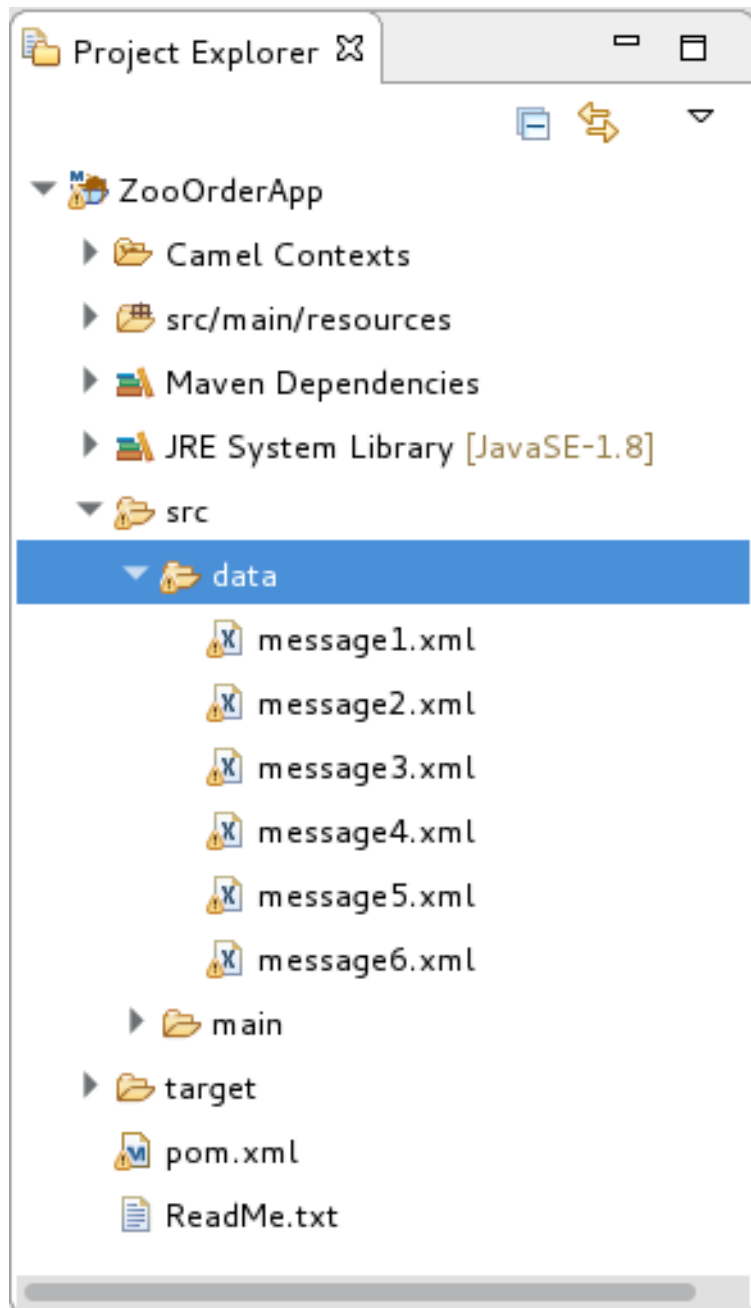 Project Explorer
ZooOrderApp
Camel Contexts
src/main/resources
Maven Dependencies
JRE System Library [JavaSE-1.8]
src
data
message1.xml
message2.xml
message3.xml
message4.xml
message5.xml
message6.xml
main
target
pom.xml
ReadMe.txt